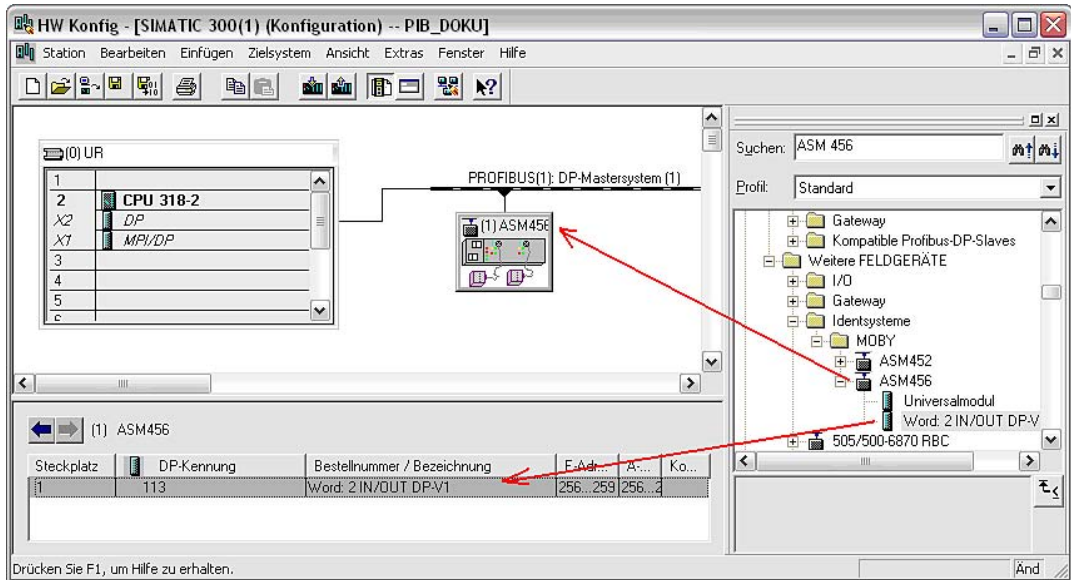 HW Konfig - [SIMATIC 300(1) (Konfiguration) -- PIB_DOKU]
Station Bearbeiten Einfügen Zielsystem Ansicht Extras Fenster Hilfe
(0) UR
1
2 CPU 318-2
X2 DP
X1 MPI/DP
3
4
5
PROFIBUS(1): DP-Mastersystem (1)
(1) ASM456
Suchen: ASM 456
Profil: Standard
Gateway
Kompatible Profibus-DP-Slaves
Weitere FELDGERÄTE
I/O
Gateway
Identsysteme
MOBY
ASM452
ASM456
Universalmodul
Word: 2 IN/OUT DP-V
505/500-6870 RBC
(1) ASM456
Steckplatz DP-Kennung Bestellnummer / Bezeichnung E-Adr... A-... Ko...
1 113 Word: 2 IN/OUT DP-V1 256...259 256...2
Drücken Sie F1, um Hilfe zu erhalten.
Änd